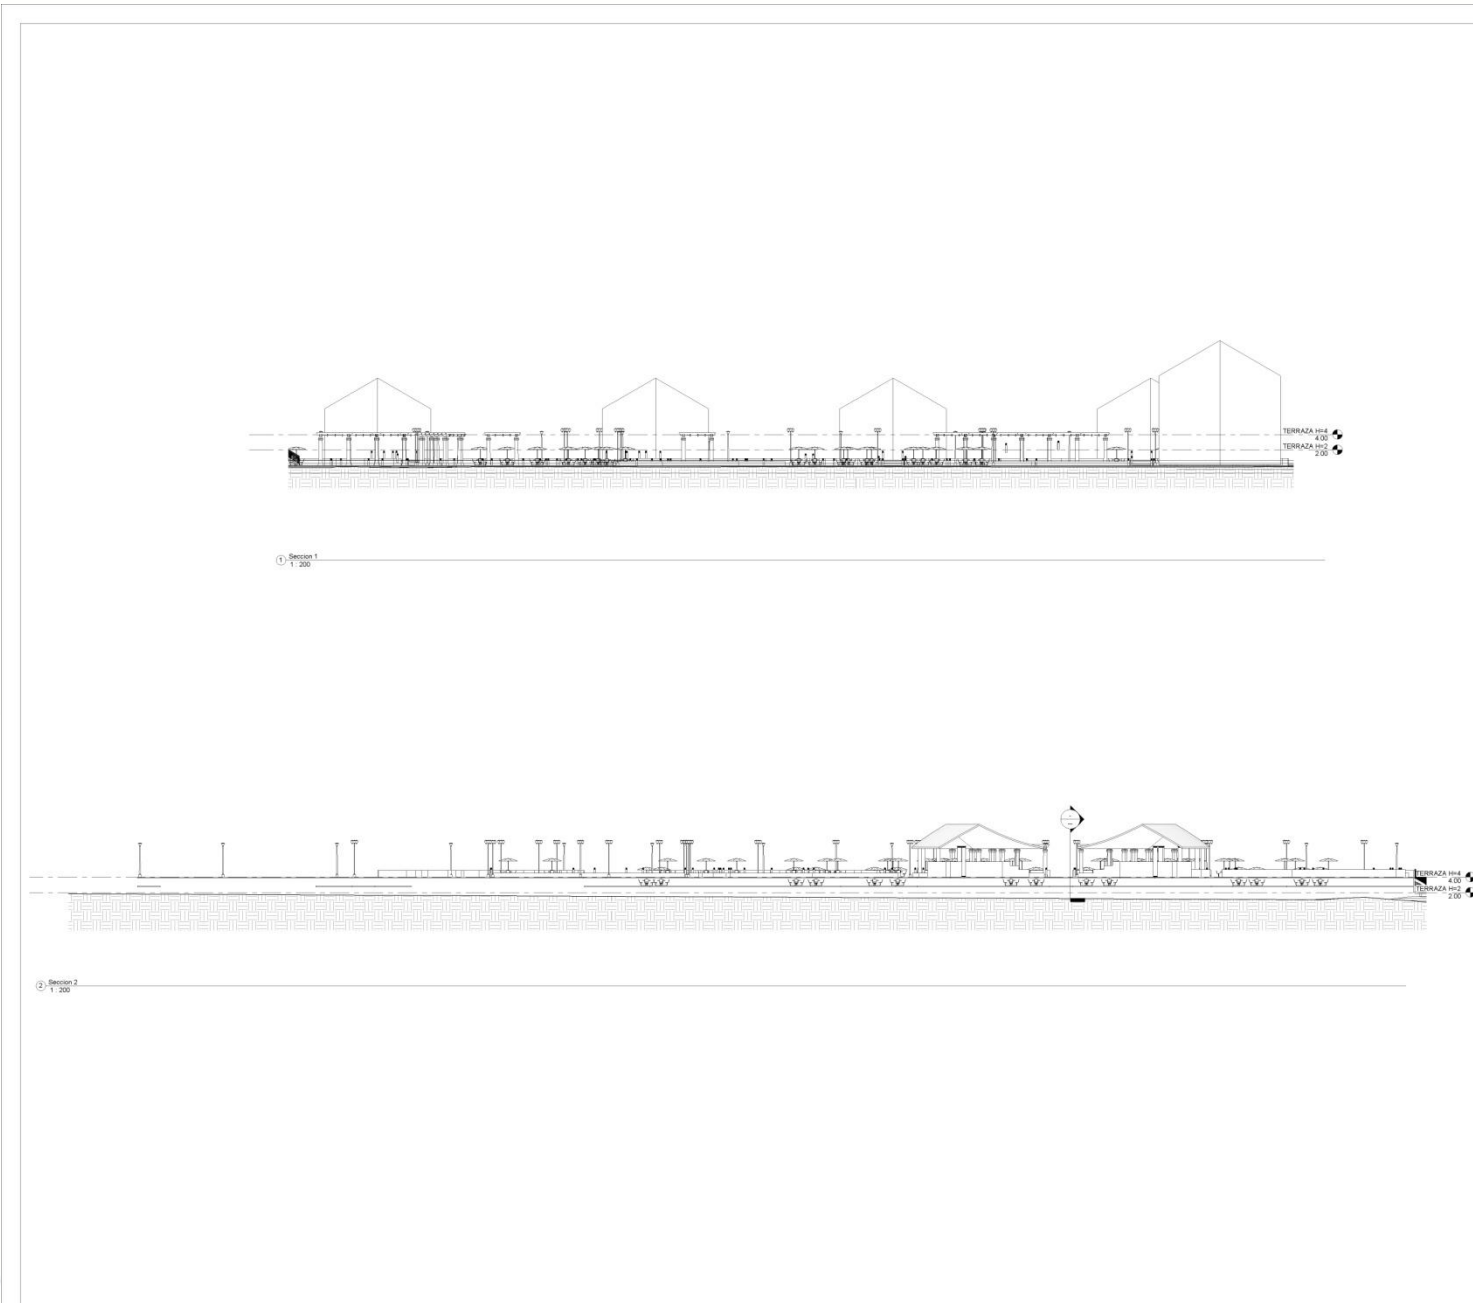 TERRAZA H=4
4.00
TERRAZA H=2
2.00
1 Seccion 1
1 : 200
TERRAZA H=4
4.00
TERRAZA H=2
2.00
2 Seccion 2
1 : 200